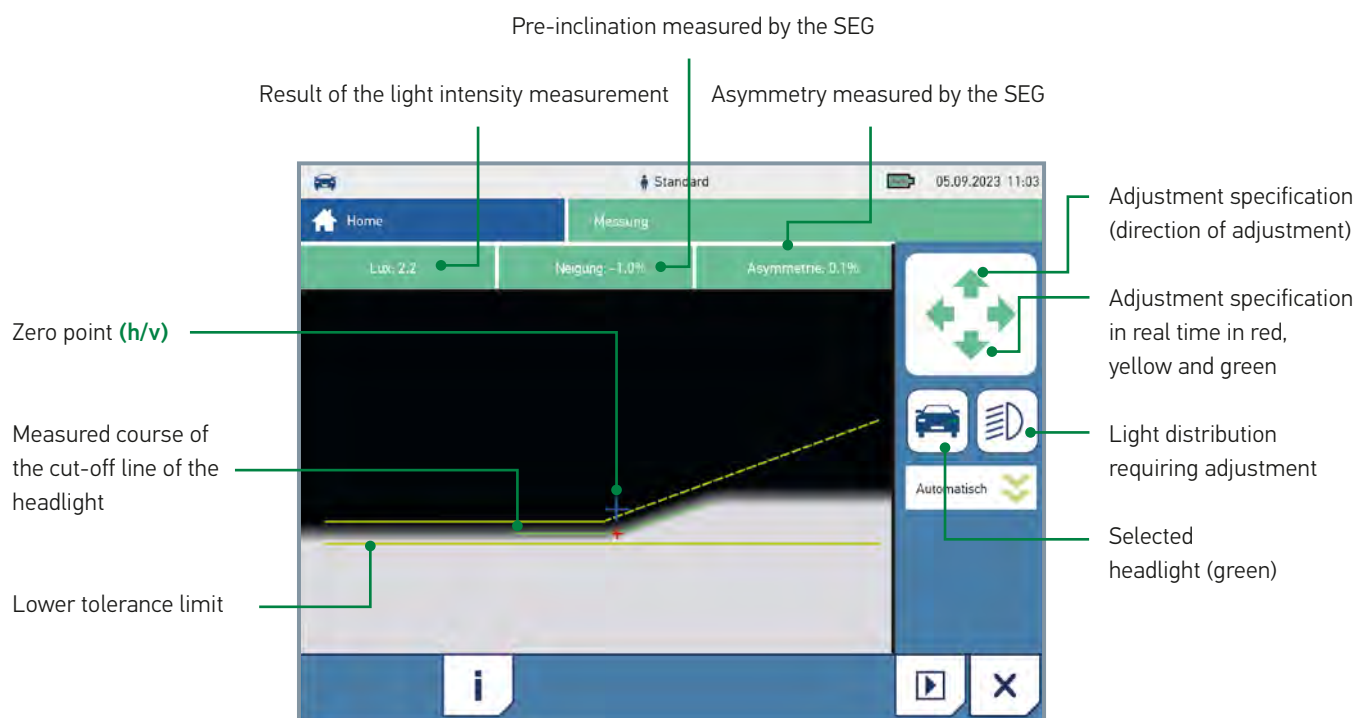 Pre-inclination measured by the SEG
Result of the light intensity measurement
Asymmetry measured by the SEG
Standard
05.09.2023 11:03
Home
Messung
Lux: 2.2
Neigung: -1.0%
Asymmetrie: 0.1%
Zero point (h/v)
Measured course of
the cut-off line of the
headlight
Lower tolerance limit
Adjustment specification
(direction of adjustment)
Adjustment specification
in real time in red,
yellow and green
Light distribution
requiring adjustment
Automatisch
Selected
headlight (green)
i